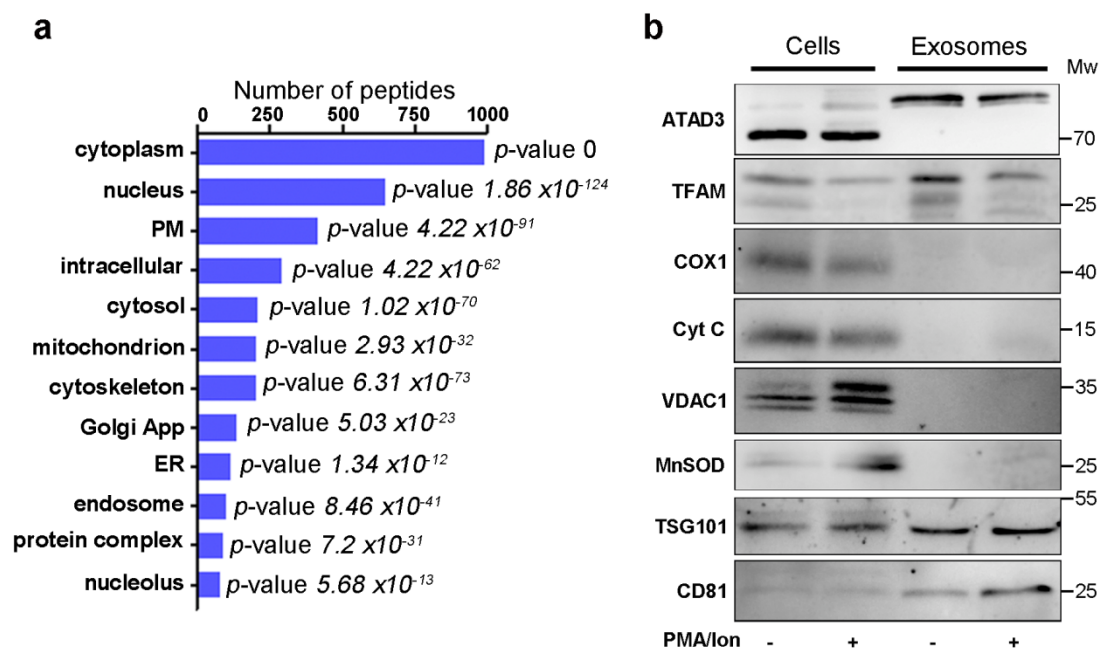 a
Number of peptides
0 250 500 750 1000
cytoplasm p-value 0
nucleus p-value 1.86 x10-124
PM p-value 4.22 x10-91
intracellular p-value 4.22 x10-62
cytosol p-value 1.02 x10-70
mitochondrion p-value 2.93 x10-32
cytoskeleton p-value 6.31 x10-73
Golgi App p-value 5.03 x10-23
ER p-value 1.34 x10-12
endosome p-value 8.46 x10-41
protein complex p-value 7.2 x10-31
nucleolus p-value 5.68 x10-13
b
Cells Exosomes
Mw
ATAD3 70
TFAM 25
COX1 40
Cyt C 15
VDAC1 35
MnSOD 25
55
TSG101
CD81 25
PMA/Ion - + - +